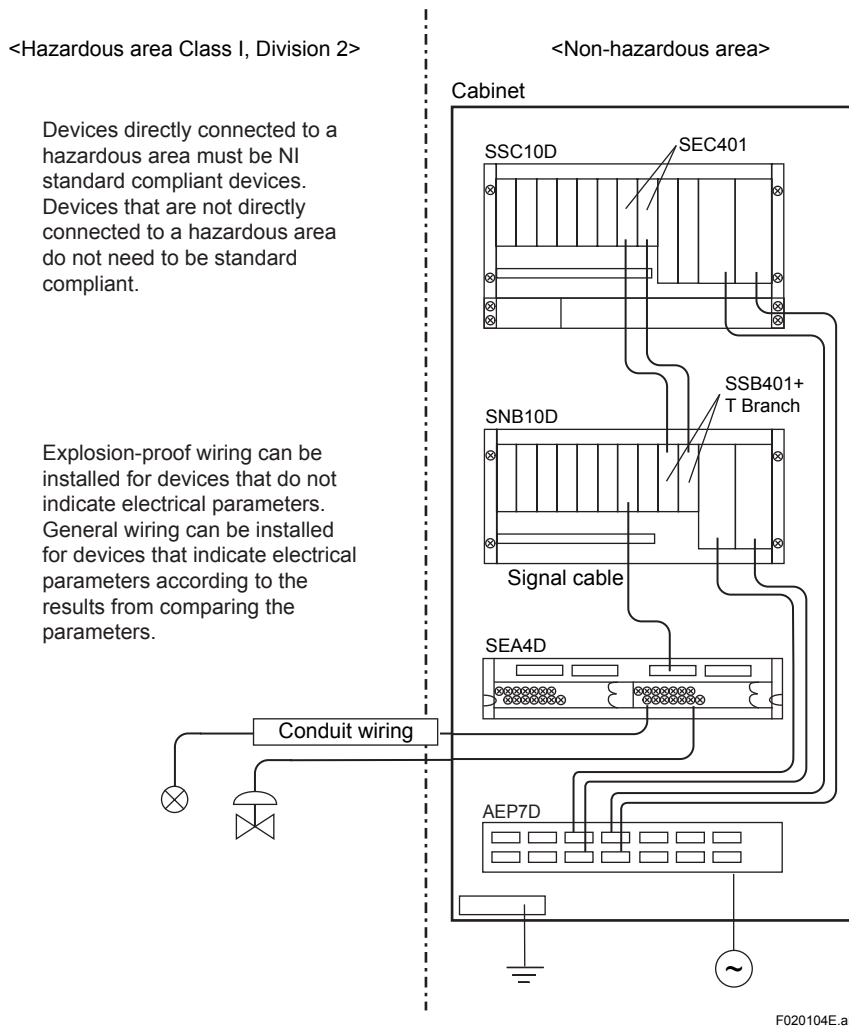 <Hazardous area Class I, Division 2>
<Non-hazardous area>
Cabinet
Devices directly connected to a
hazardous area must be NI
standard compliant devices.
Devices that are not directly
connected to a hazardous area
do not need to be standard
compliant.
SSC10D
SEC401
SSB401+
T Branch
SNB10D
Explosion-proof wiring can be
installed for devices that do not
indicate electrical parameters.
General wiring can be installed
for devices that indicate electrical
parameters according to the
results from comparing the
parameters.
Signal cable
SEA4D
Conduit wiring
AEP7D
~
F020104E.a